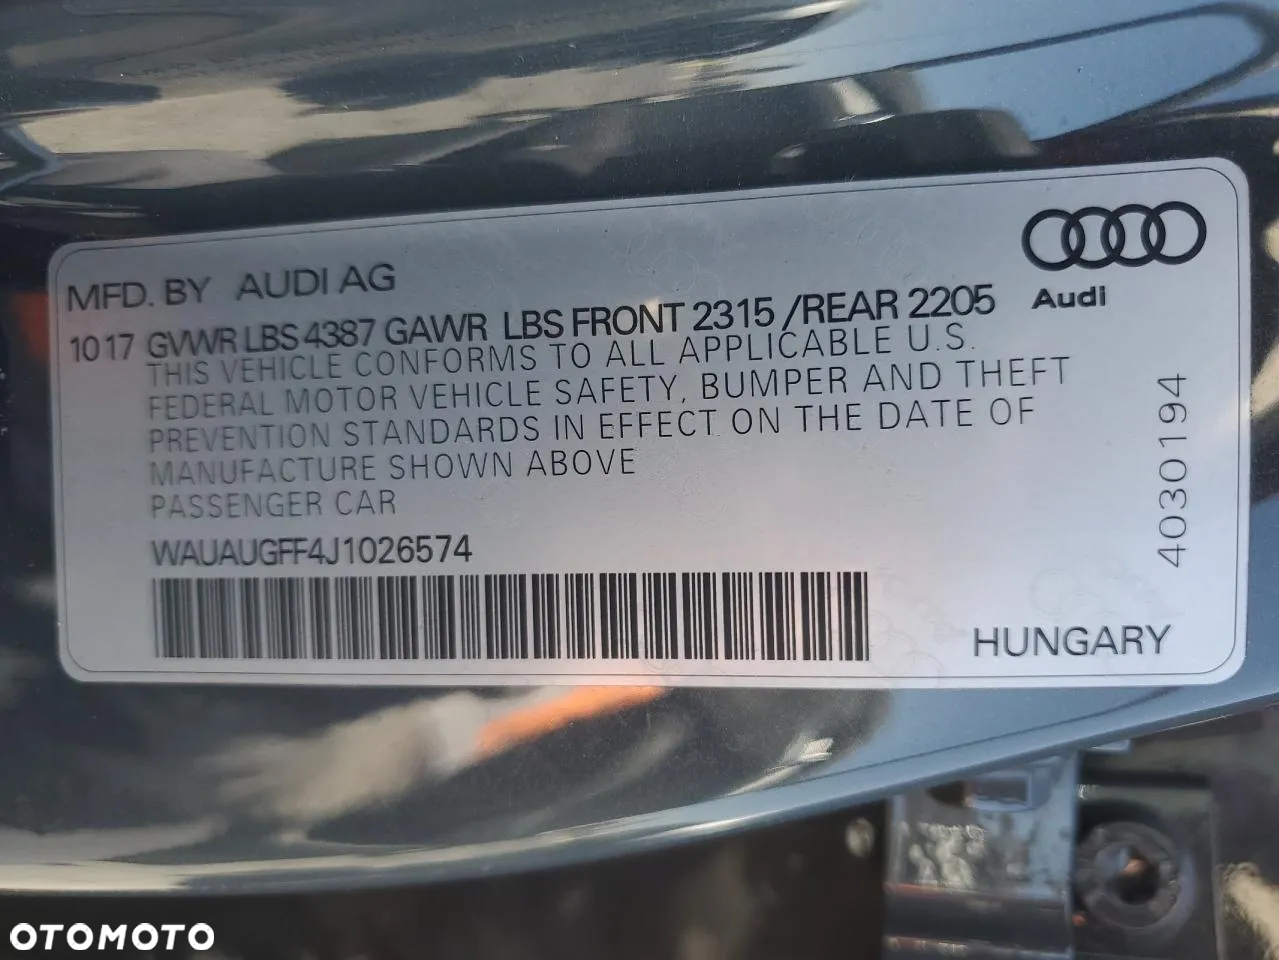 MFD. BY AUDI AG
Audi
1017 GVWR LBS 4387 GAWR LBS FRONT 2315 /REAR 2205
THIS VEHICLE CONFORMS TO ALL APPLICABLE U.S.
FEDERAL MOTOR VEHICLE SAFETY, BUMPER AND THEFT
PREVENTION STANDARDS IN EFFECT ON THE DATE OF
MANUFACTURE SHOWN ABOVE
PASSENGER CAR
WAUAUGFF4J1026574
4030194
HUNGARY
OTOMOTO